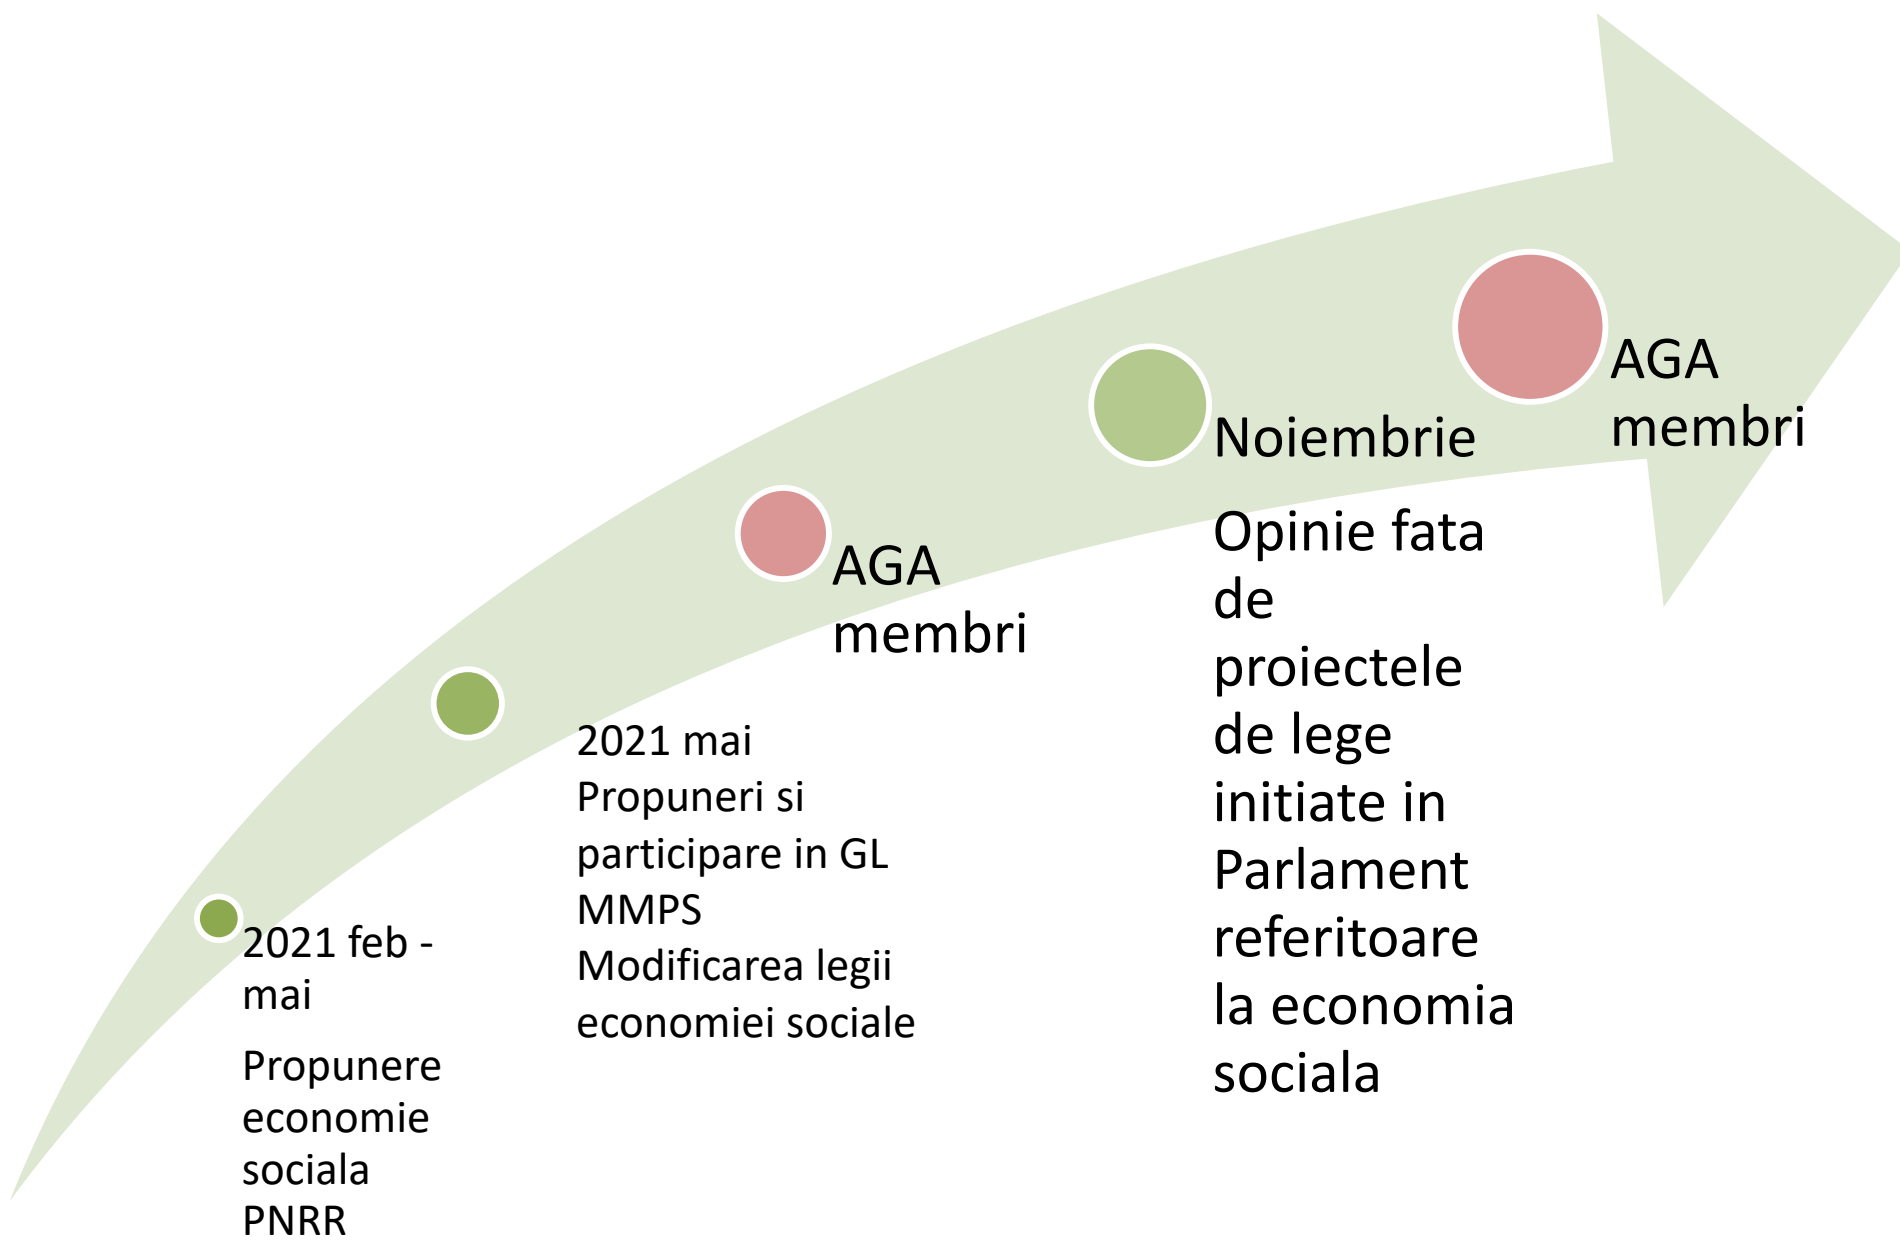 2021 feb -
mai
Propunere
economie
sociala
PNRR
2021 mai
Propuneri si
participare in GL
MMPS
Modificarea legii
economiei sociale
AGA
membri
Noiembrie
Opinie fata
de
proiectele
de lege
initiate in
Parlament
referitoare
la economia
sociala
AGA
membri